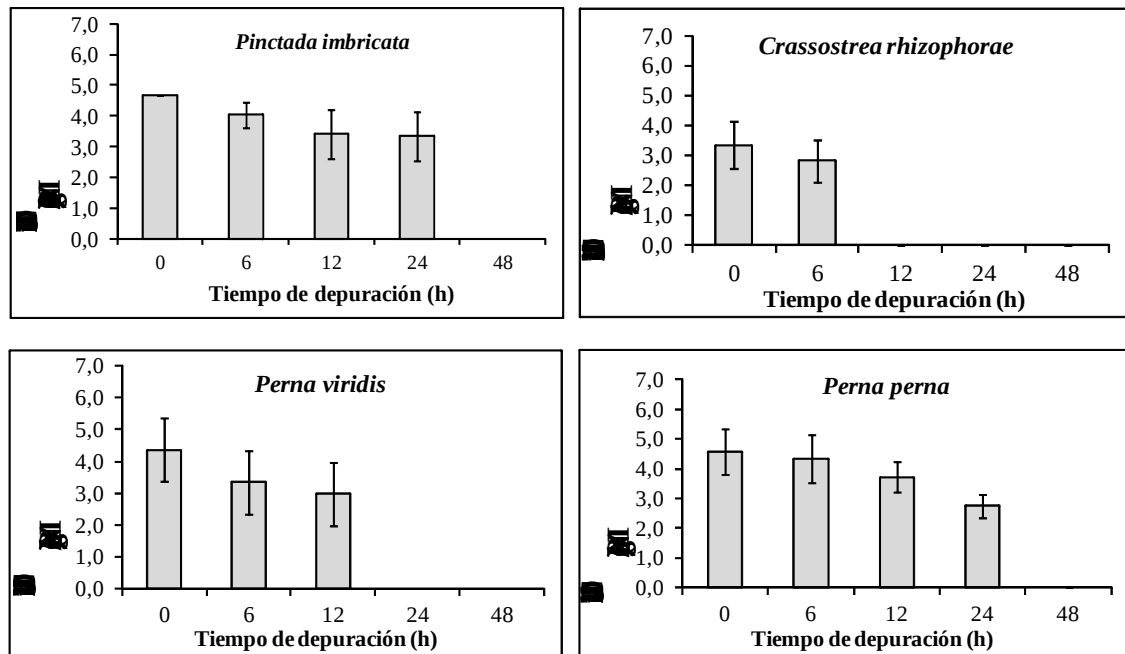 Pinctada imbricata
7,0
6,0
5,0
4,0
3,0
2,0
1,0
0,0
0 6 12 24 48
Tiempo de depuración (h)
Crassostrea rhizophorae
7,0
6,0
5,0
4,0
3,0
2,0
1,0
0,0
0 6 12 24 48
Tiempo de depuración (h)
Perna viridis
7,0
6,0
5,0
4,0
3,0
2,0
1,0
0,0
0 6 12 24 48
Tiempo de depuración (h)
Perna perna
7,0
6,0
5,0
4,0
3,0
2,0
1,0
0,0
0 6 12 24 48
Tiempo de depuración (h)